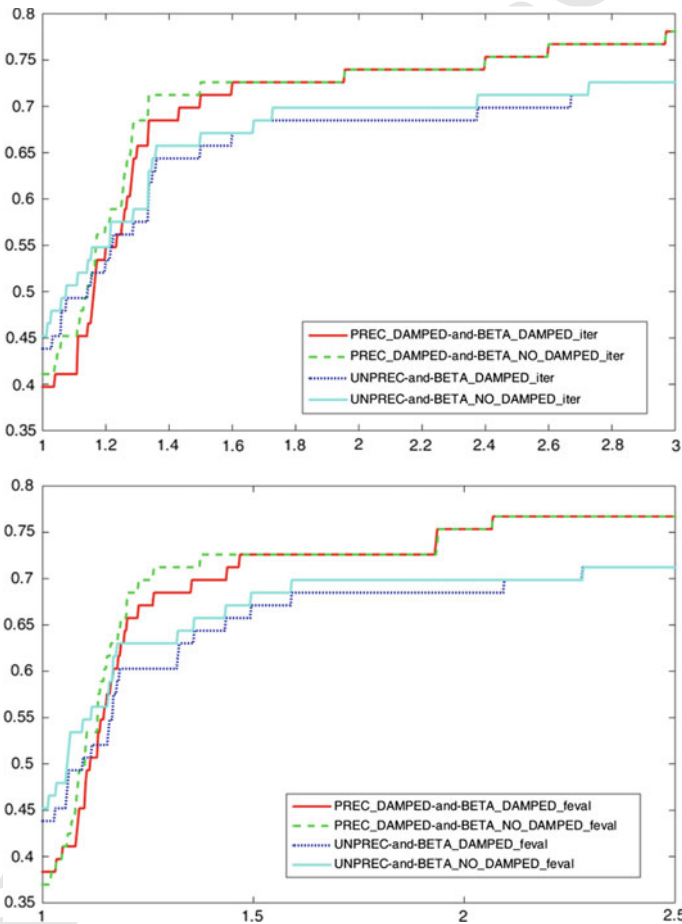 0.8
0.75
0.7
0.65
0.6
0.55
0.5
0.45
0.4
0.35
PREC_DAMPED-and-BETA_DAMPED_iter
PREC_DAMPED-and-BETA_NO_DAMPED_iter
UNPREC-and-BETA_DAMPED_iter
UNPREC-and-BETA_NO_DAMPED_iter
1 1.2 1.4 1.6 1.8 2 2.2 2.4 2.6 2.8 3
0.8
0.75
0.7
0.65
0.6
0.55
0.5
0.45
0.4
0.35
PREC_DAMPED-and-BETA_DAMPED_feval
PREC_DAMPED-and-BETA_NO_DAMPED_feval
UNPREC-and-BETA_DAMPED_feval
UNPREC-and-BETA_NO_DAMPED_feval
1 1.5 2 2.5